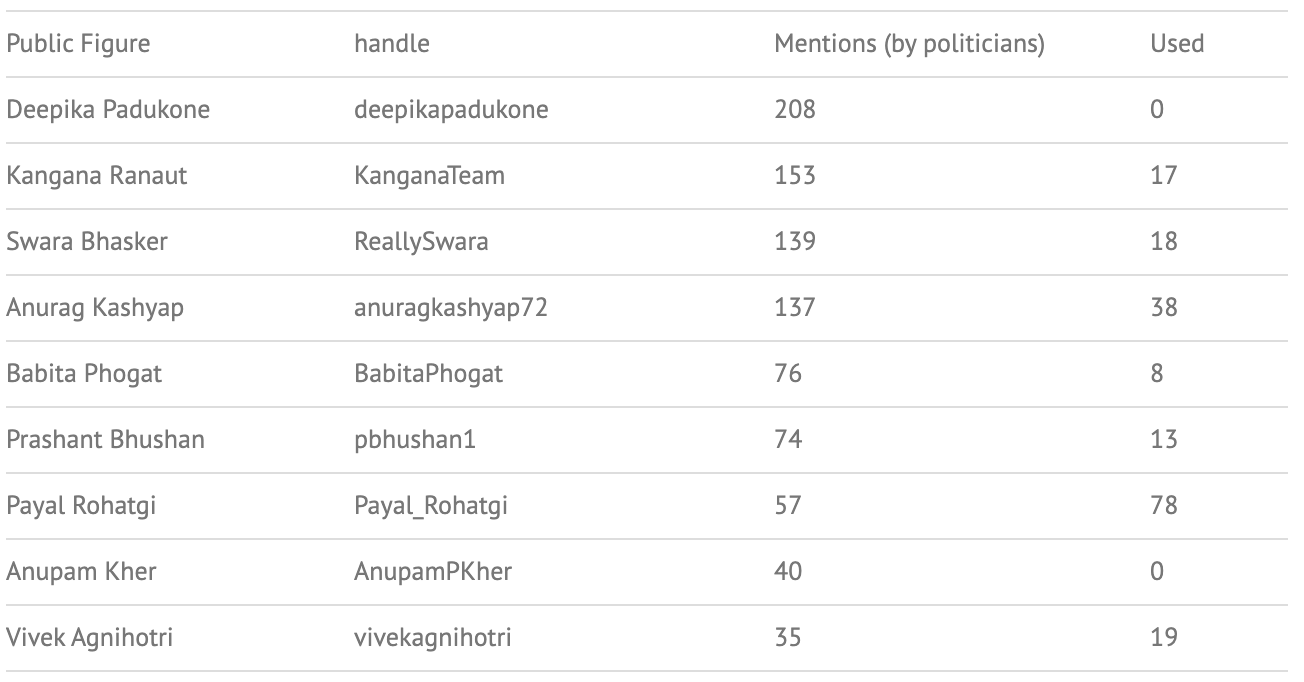 Public Figure handle Mentions (by politicians) Used
Deepika Padukone deepikapadukone 208 0
Kangana Ranaut KanganaTeam 153 17
Swara Bhasker ReallySwara 139 18
Anurag Kashyap anuragkashyap72 137 38
Babita Phogat BabitaPhogat 76 8
Prashant Bhushan pbhushan1 74 13
Payal Rohatgi Payal_Rohatgi 57 78
Anupam Kher AnupamPKher 40 0
Vivek Agnihotri vivekagnihotri 35 19